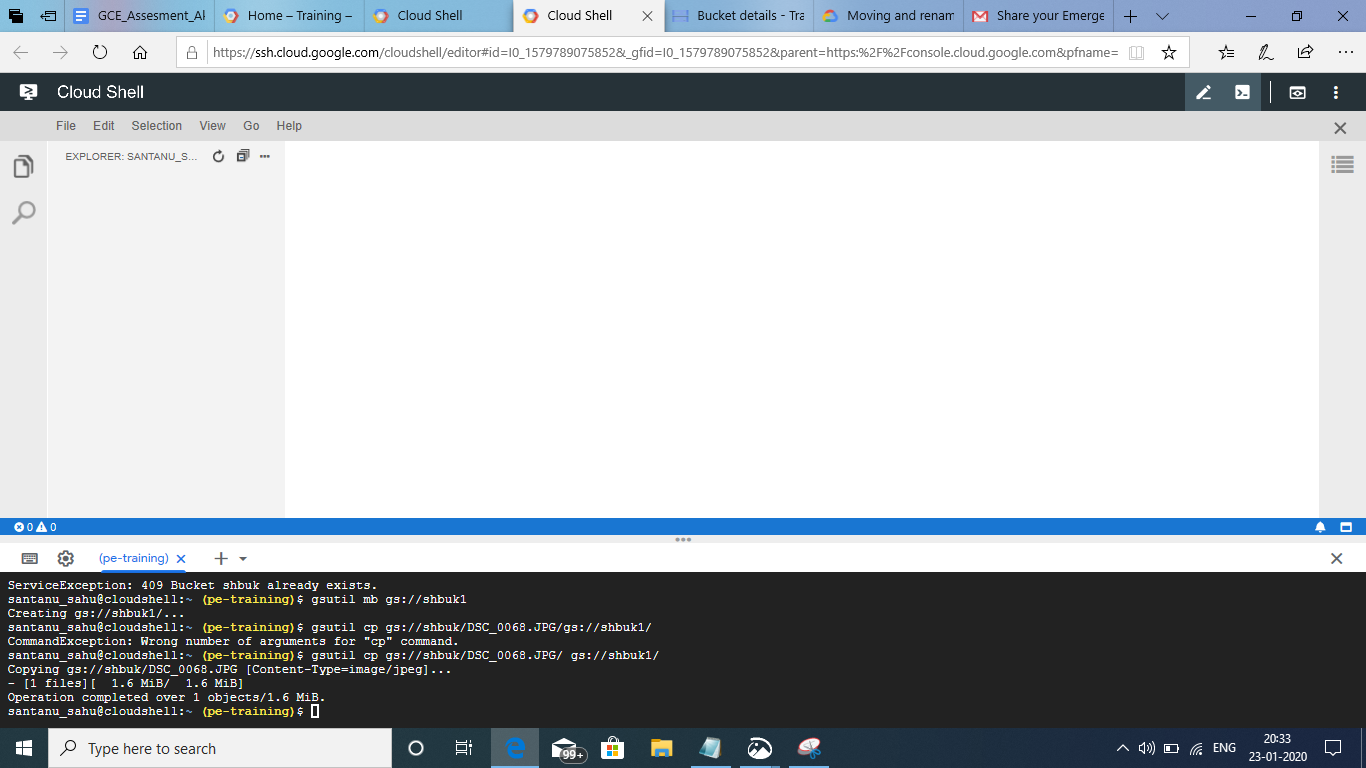 GCE_Assesment_Al
Home – Training –
Cloud Shell
Cloud Shell
Bucket details - Tra
Moving and renam
Share your Emerge
https://ssh.cloud.google.com/cloudshell/editor#id=I0_1579789075852&_gfid=I0_1579789075852&parent=https:%2F%2Fconsole.cloud.google.com&pfname=
Cloud Shell
File Edit Selection View Go Help
EXPLORER: SANTANU_S...
0 0
(pe-training)
ServiceException: 409 Bucket shbuk already exists.
santanu_sahu@cloudshell:~ (pe-training)$ gsutil mb gs://shbuk1
Creating gs://shbuk1/...
santanu_sahu@cloudshell:~ (pe-training)$ gsutil cp gs://shbuk/DSC_0068.JPG/gs://shbuk1/
CommandException: Wrong number of arguments for "cp" command.
santanu_sahu@cloudshell:~ (pe-training)$ gsutil cp gs://shbuk/DSC_0068.JPG/ gs://shbuk1/
Copying gs://shbuk/DSC_0068.JPG [Content-Type=image/jpeg]...
- [1 files][  1.6 MiB/  1.6 MiB]
Operation completed over 1 objects/1.6 MiB.
santanu_sahu@cloudshell:~ (pe-training)$
Type here to search
99+
ENG
20:33
23-01-2020